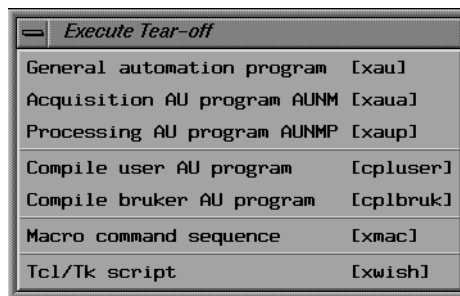 Execute Tear-off
General automation program [xau]
Acquisition AU program AUNM [xaua]
Processing AU program AUNMP [xaup]
Compile user AU program [cpluser]
Compile bruker AU program [cplbruk]
Macro command sequence [xmac]
Tcl/Tk script [xwish]